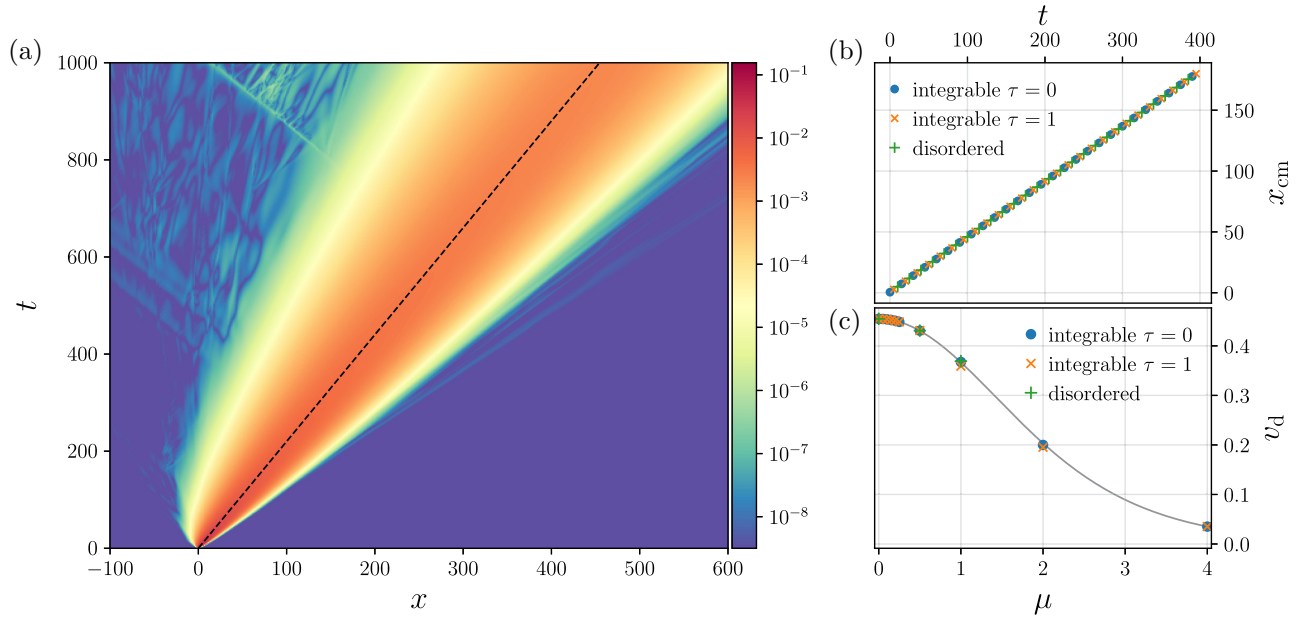 (a)
1000
800
600
400
200
0
t
−100
0
100
200
300
400
500
600
x
10⁻¹
10⁻²
10⁻³
10⁻⁴
10⁻⁵
10⁻⁶
10⁻⁷
10⁻⁸
(b)
t
0
100
200
300
400
integrable τ = 0
integrable τ = 1
disordered
150
100
50
0
x_cm
(c)
integrable τ = 0
integrable τ = 1
disordered
0.4
0.3
0.2
0.1
0.0
v_d
0
1
2
3
4
μ